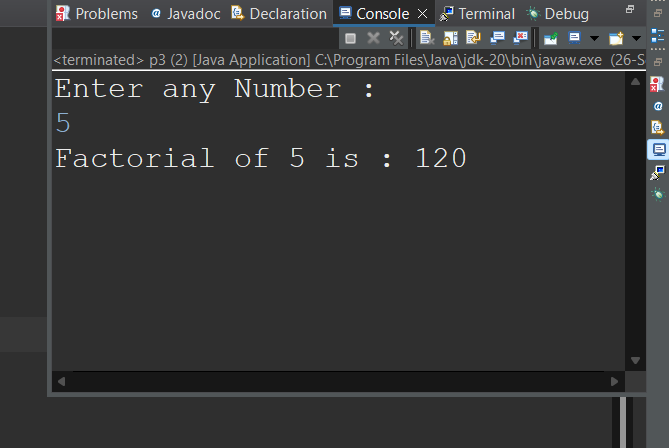 Problems Javadoc Declaration Console Terminal Debug
<terminated> p3 (2) [Java Application] C:\Program Files\Java\jdk-20\bin\javaw.exe (26-S
Enter any Number :
5
Factorial of 5 is : 120